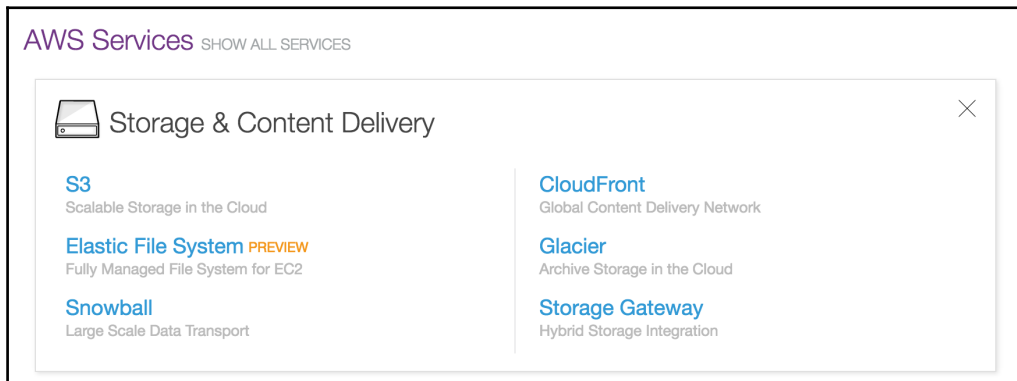 AWS Services SHOW ALL SERVICES
Storage & Content Delivery
S3
Scalable Storage in the Cloud
Elastic File System PREVIEW
Fully Managed File System for EC2
Snowball
Large Scale Data Transport
CloudFront
Global Content Delivery Network
Glacier
Archive Storage in the Cloud
Storage Gateway
Hybrid Storage Integration